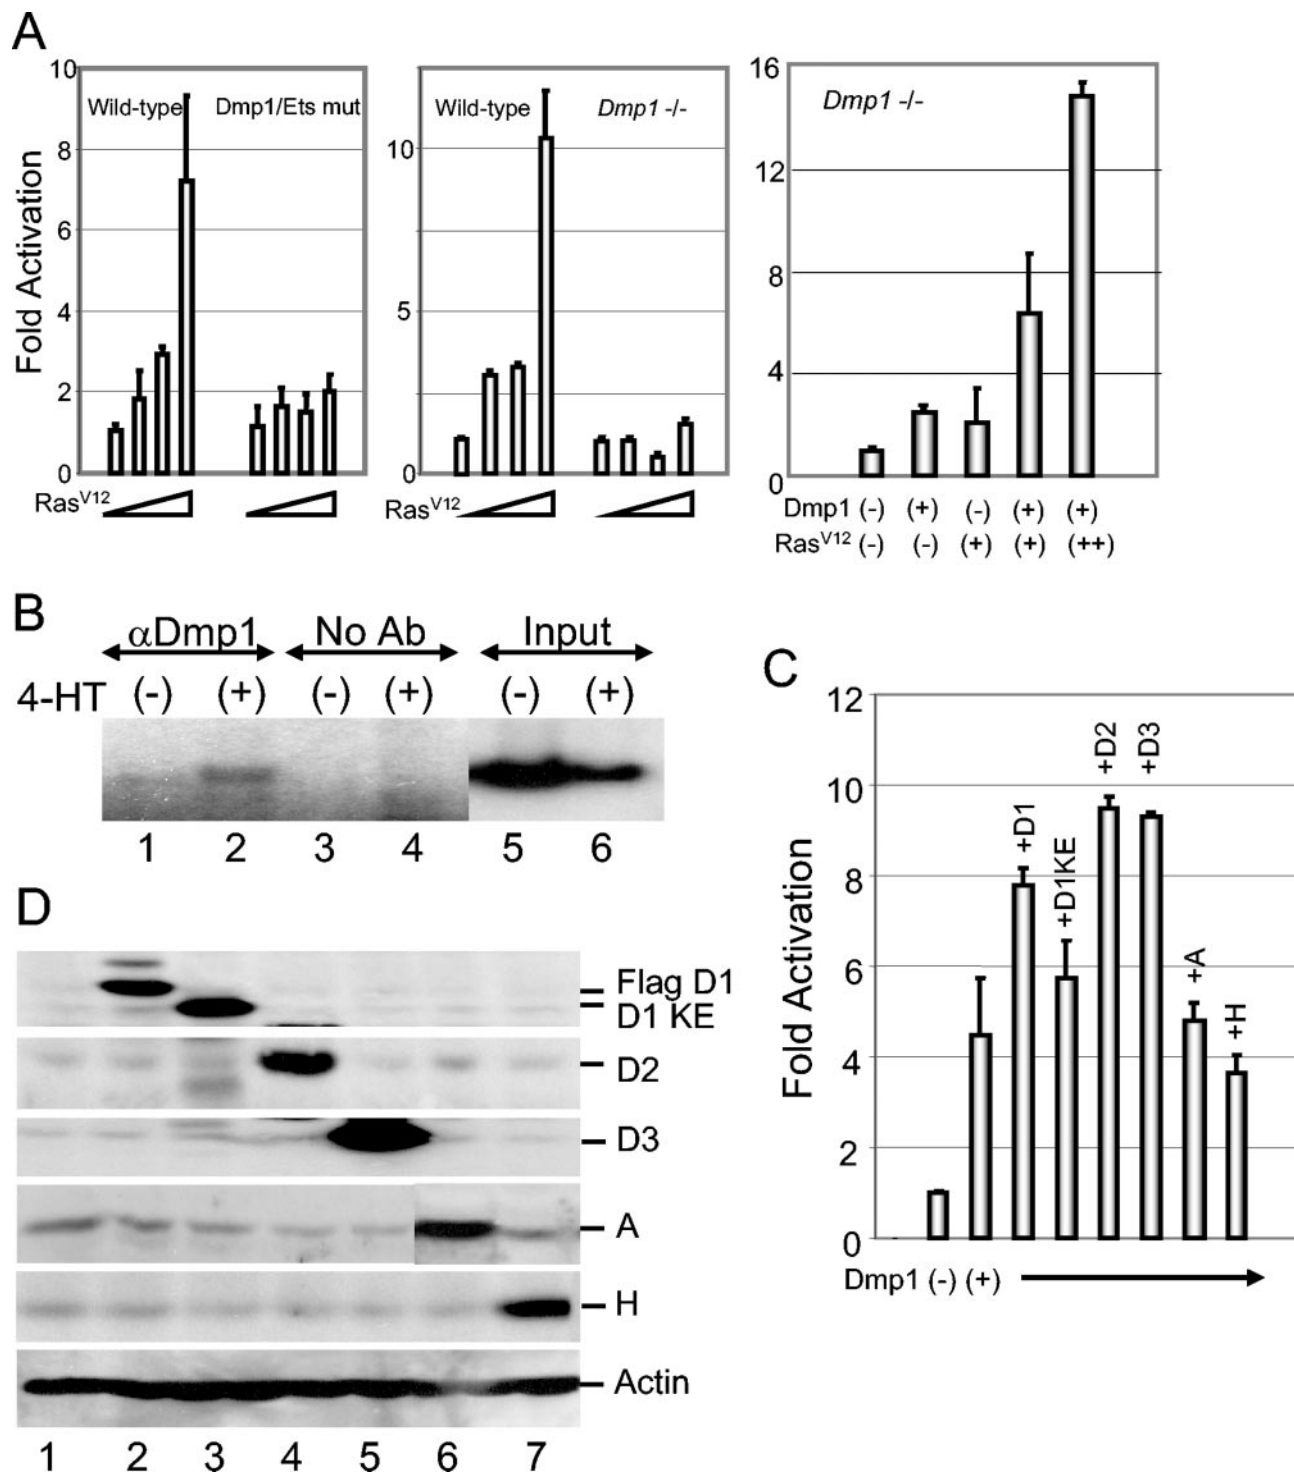 A
Fold Activation
10
8
6
4
2
0
Wild-type
Dmp1/Ets mut
Ras^V12
10
5
0
Wild-type
Dmp1 -/-
Ras^V12
16
12
8
4
0
Dmp1 -/-
Dmp1 (-) (+) (-) (+) (+)
Ras^V12 (-) (-) (+) (+) (++)
B
αDmp1 No Ab Input
4-HT (-) (+) (-) (+) (-) (+)
1 2 3 4 5 6
C
Fold Activation
12
10
8
6
4
2
0
+D1
+D1KE
+D2
+D3
+A
+H
Dmp1 (-) (+)
D
Flag D1
D1 KE
D2
D3
A
H
Actin
1 2 3 4 5 6 7